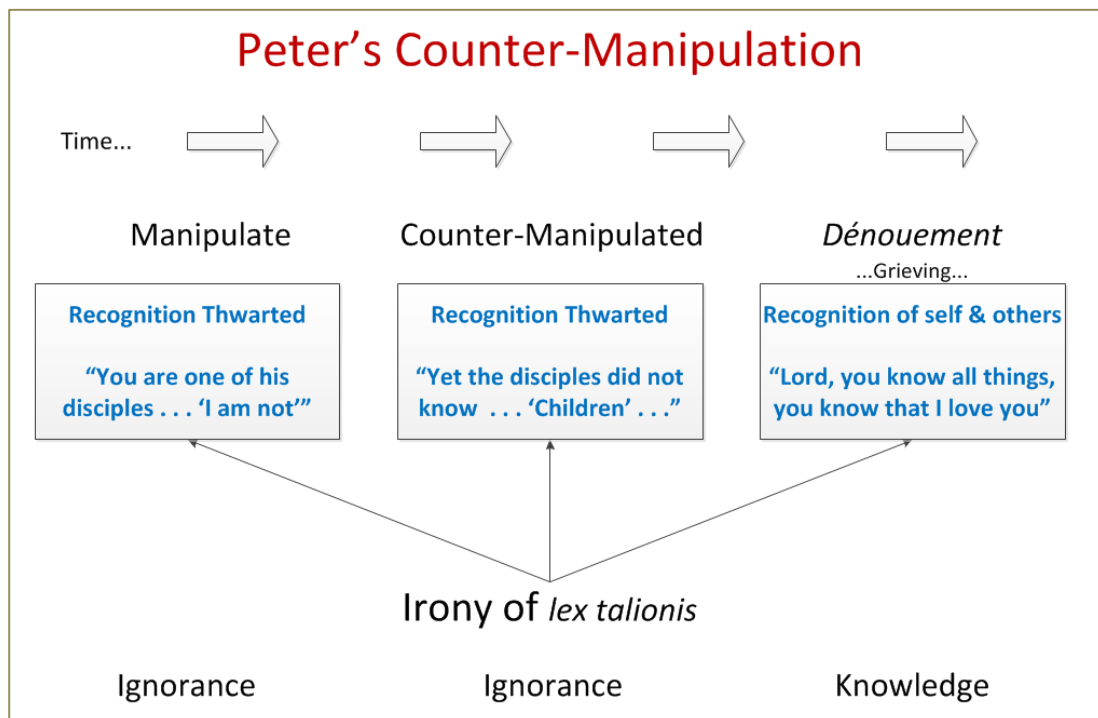 Peter’s Counter-Manipulation
Time...
Manipulate
Counter-Manipulated
Dénouement
...Grieving...
Recognition Thwarted
“You are one of his
disciples . . . ‘I am not’”
Recognition Thwarted
“Yet the disciples did not
know . . . ‘Children’ . . .”
Recognition of self & others
“Lord, you know all things,
you know that I love you”
Irony of lex talionis
Ignorance
Ignorance
Knowledge